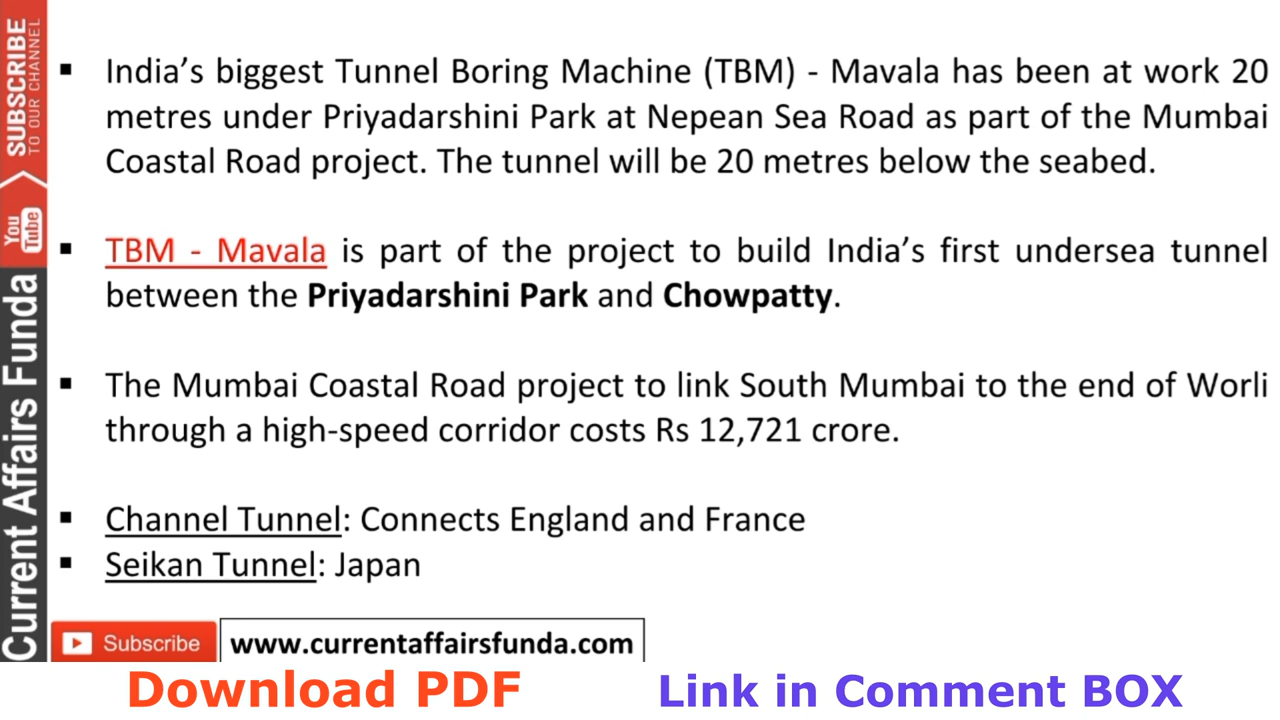 SUBSCRIBE
TO OUR CHANNEL
You
Tube
Current Affairs Funda
▪ India’s biggest Tunnel Boring Machine (TBM) - Mavala has been at work 20
metres under Priyadarshini Park at Nepean Sea Road as part of the Mumbai
Coastal Road project. The tunnel will be 20 metres below the seabed.
▪ TBM - Mavala is part of the project to build India’s first undersea tunnel
between the Priyadarshini Park and Chowpatty.
▪ The Mumbai Coastal Road project to link South Mumbai to the end of Worli
through a high-speed corridor costs Rs 12,721 crore.
▪ Channel Tunnel: Connects England and France
▪ Seikan Tunnel: Japan
Subscribe
www.currentaffairsfunda.com
Download PDF
Link in Comment BOX